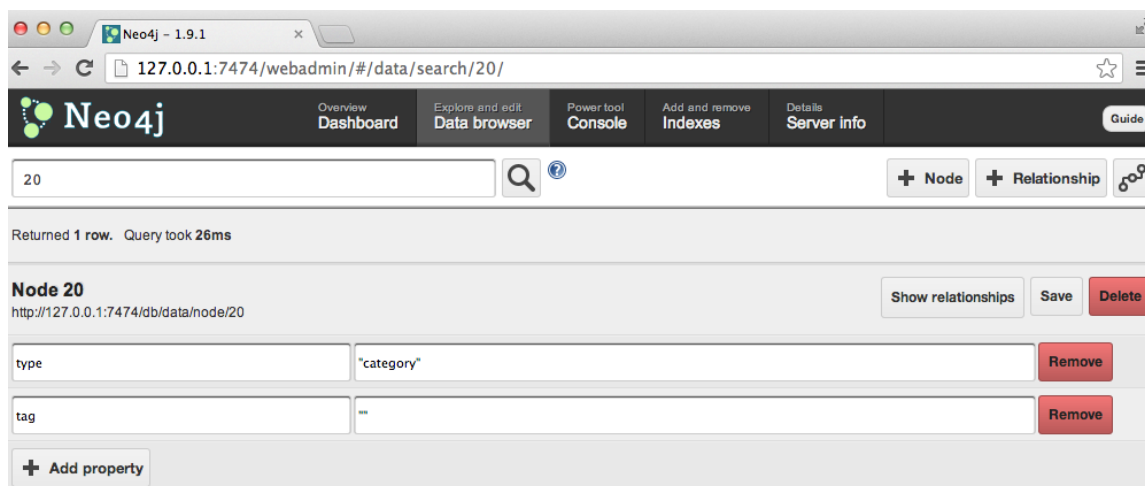 Neo4j - 1.9.1
127.0.0.1:7474/webadmin/#/data/search/20/
Neo4j
Overview
Dashboard
Explore and edit
Data browser
Power tool
Console
Add and remove
Indexes
Details
Server info
Guide
20
+ Node
+ Relationship
Returned 1 row. Query took 26ms
Node 20
http://127.0.0.1:7474/db/data/node/20
Show relationships
Save
Delete
type
"category"
Remove
tag
""
Remove
+ Add property